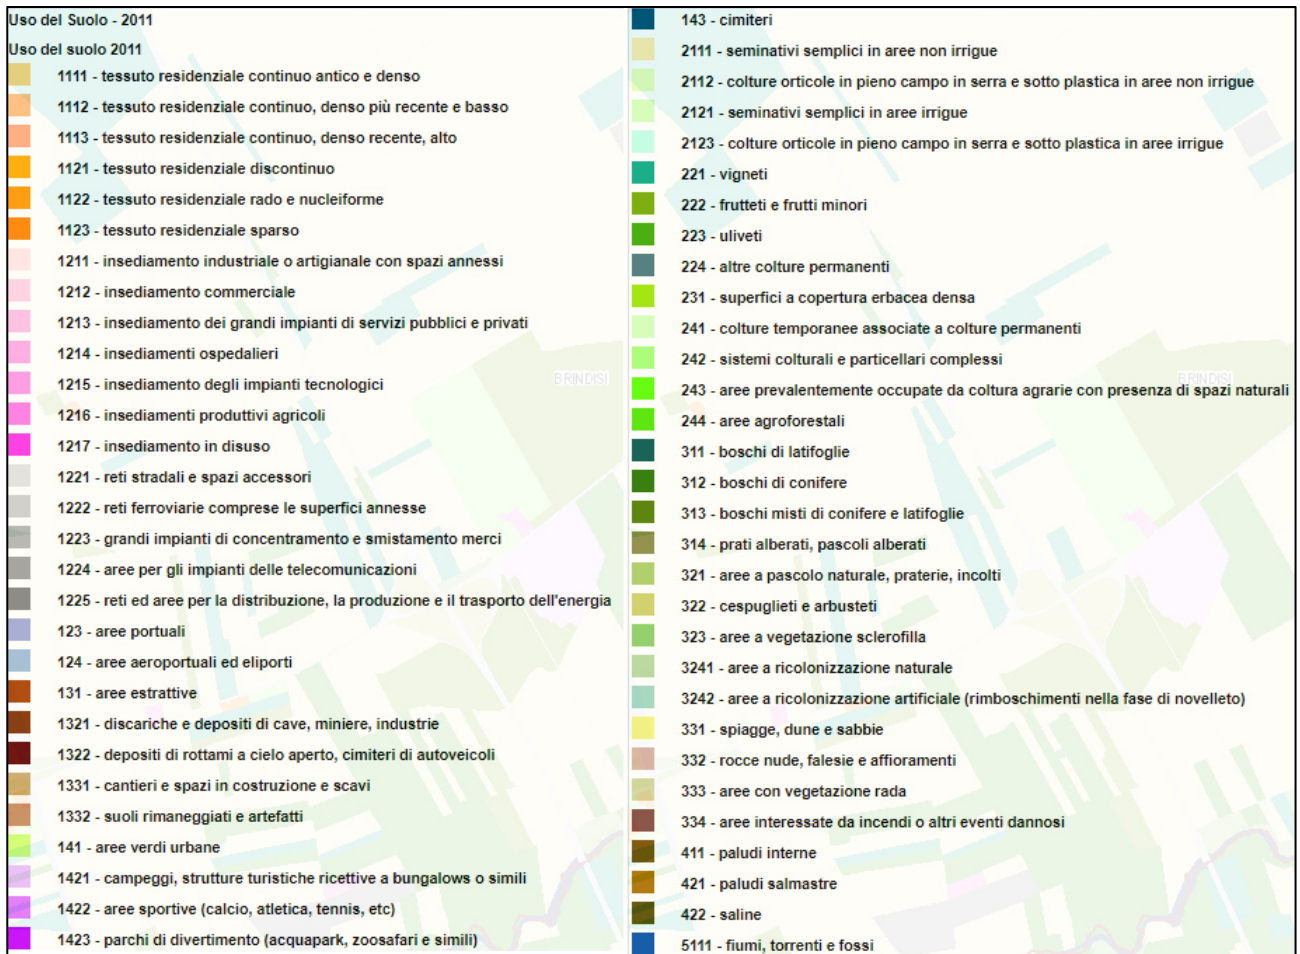 Uso del Suolo - 2011
Uso del suolo 2011
1111 - tessuto residenziale continuo antico e denso
1112 - tessuto residenziale continuo, denso più recente e basso
1113 - tessuto residenziale continuo, denso recente, alto
1121 - tessuto residenziale discontinuo
1122 - tessuto residenziale rado e nucleiforme
1123 - tessuto residenziale sparso
1211 - insediamento industriale o artigianale con spazi annessi
1212 - insediamento commerciale
1213 - insediamento dei grandi impianti di servizi pubblici e privati
1214 - insediamenti ospedalieri
1215 - insediamento degli impianti tecnologici
1216 - insediamenti produttivi agricoli
1217 - insediamento in disuso
1221 - reti stradali e spazi accessori
1222 - reti ferroviarie comprese le superfici annesse
1223 - grandi impianti di concentramento e smistamento merci
1224 - aree per gli impianti delle telecomunicazioni
1225 - reti ed aree per la distribuzione, la produzione e il trasporto dell'energia
123 - aree portuali
124 - aree aeroportuali ed eliporti
131 - aree estrattive
1321 - discariche e depositi di cave, miniere, industrie
1322 - depositi di rottami a cielo aperto, cimiteri di autoveicoli
1331 - cantieri e spazi in costruzione e scavi
1332 - suoli rimaneggiati e artefatti
141 - aree verdi urbane
1421 - campeggi, strutture turistiche ricettive a bungalows o simili
1422 - aree sportive (calcio, atletica, tennis, etc)
1423 - parchi di divertimento (acquapark, zoosafari e simili)
BRINDISI
143 - cimiteri
2111 - seminativi semplici in aree non irrigue
2112 - colture orticole in pieno campo in serra e sotto plastica in aree non irrigue
2121 - seminativi semplici in aree irrigue
2123 - colture orticole in pieno campo in serra e sotto plastica in aree irrigue
221 - vigneti
222 - frutteti e frutti minori
223 - uliveti
224 - altre colture permanenti
231 - superfici a copertura erbacea densa
241 - colture temporanee associate a colture permanenti
242 - sistemi colturali e particellari complessi
243 - aree prevalentemente occupate da coltura agrarie con presenza di spazi naturali
244 - aree agroforestali
311 - boschi di latifoglie
312 - boschi di conifere
313 - boschi misti di conifere e latifoglie
314 - prati alberati, pascoli alberati
321 - aree a pascolo naturale, praterie, incolti
322 - cespuglieti e arbusteti
323 - aree a vegetazione sclerofilla
3241 - aree a ricolonizzazione naturale
3242 - aree a ricolonizzazione artificiale (rimboschimenti nella fase di novelleto)
331 - spiagge, dune e sabbie
332 - rocce nude, falesie e affioramenti
333 - aree con vegetazione rada
334 - aree interessate da incendi o altri eventi dannosi
411 - paludi interne
421 - paludi salmastre
422 - saline
5111 - fiumi, torrenti e fossi
BRINDISI